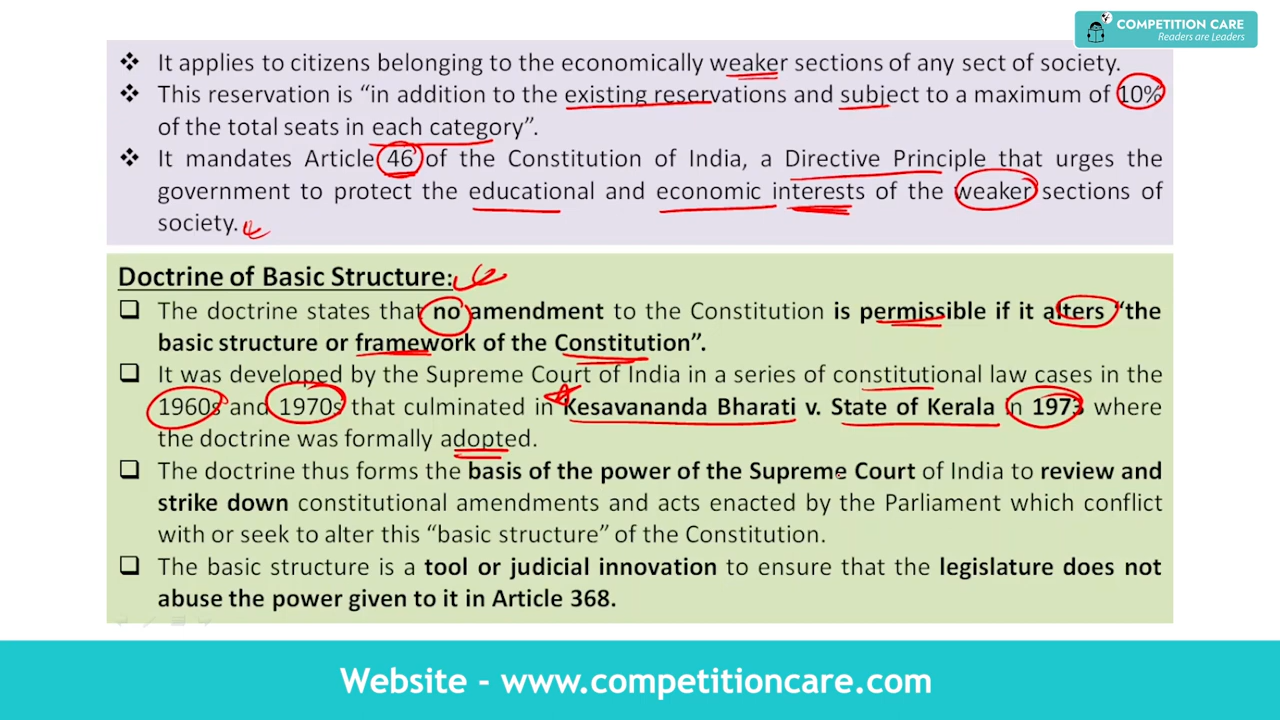 COMPETITION CARE
Readers are Leaders
❖ It applies to citizens belonging to the economically weaker sections of any sect of society.
❖ This reservation is “in addition to the existing reservations and subject to a maximum of 10%
of the total seats in each category”.
❖ It mandates Article 46 of the Constitution of India, a Directive Principle that urges the
government to protect the educational and economic interests of the weaker sections of
society.
Doctrine of Basic Structure:
❑ The doctrine states that no amendment to the Constitution is permissible if it alters “the
basic structure or framework of the Constitution”.
❑ It was developed by the Supreme Court of India in a series of constitutional law cases in the
1960s and 1970s that culminated in Kesavananda Bharati v. State of Kerala in 1973 where
the doctrine was formally adopted.
❑ The doctrine thus forms the basis of the power of the Supreme Court of India to review and
strike down constitutional amendments and acts enacted by the Parliament which conflict
with or seek to alter this “basic structure” of the Constitution.
❑ The basic structure is a tool or judicial innovation to ensure that the legislature does not
abuse the power given to it in Article 368.
Website - www.competitioncare.com